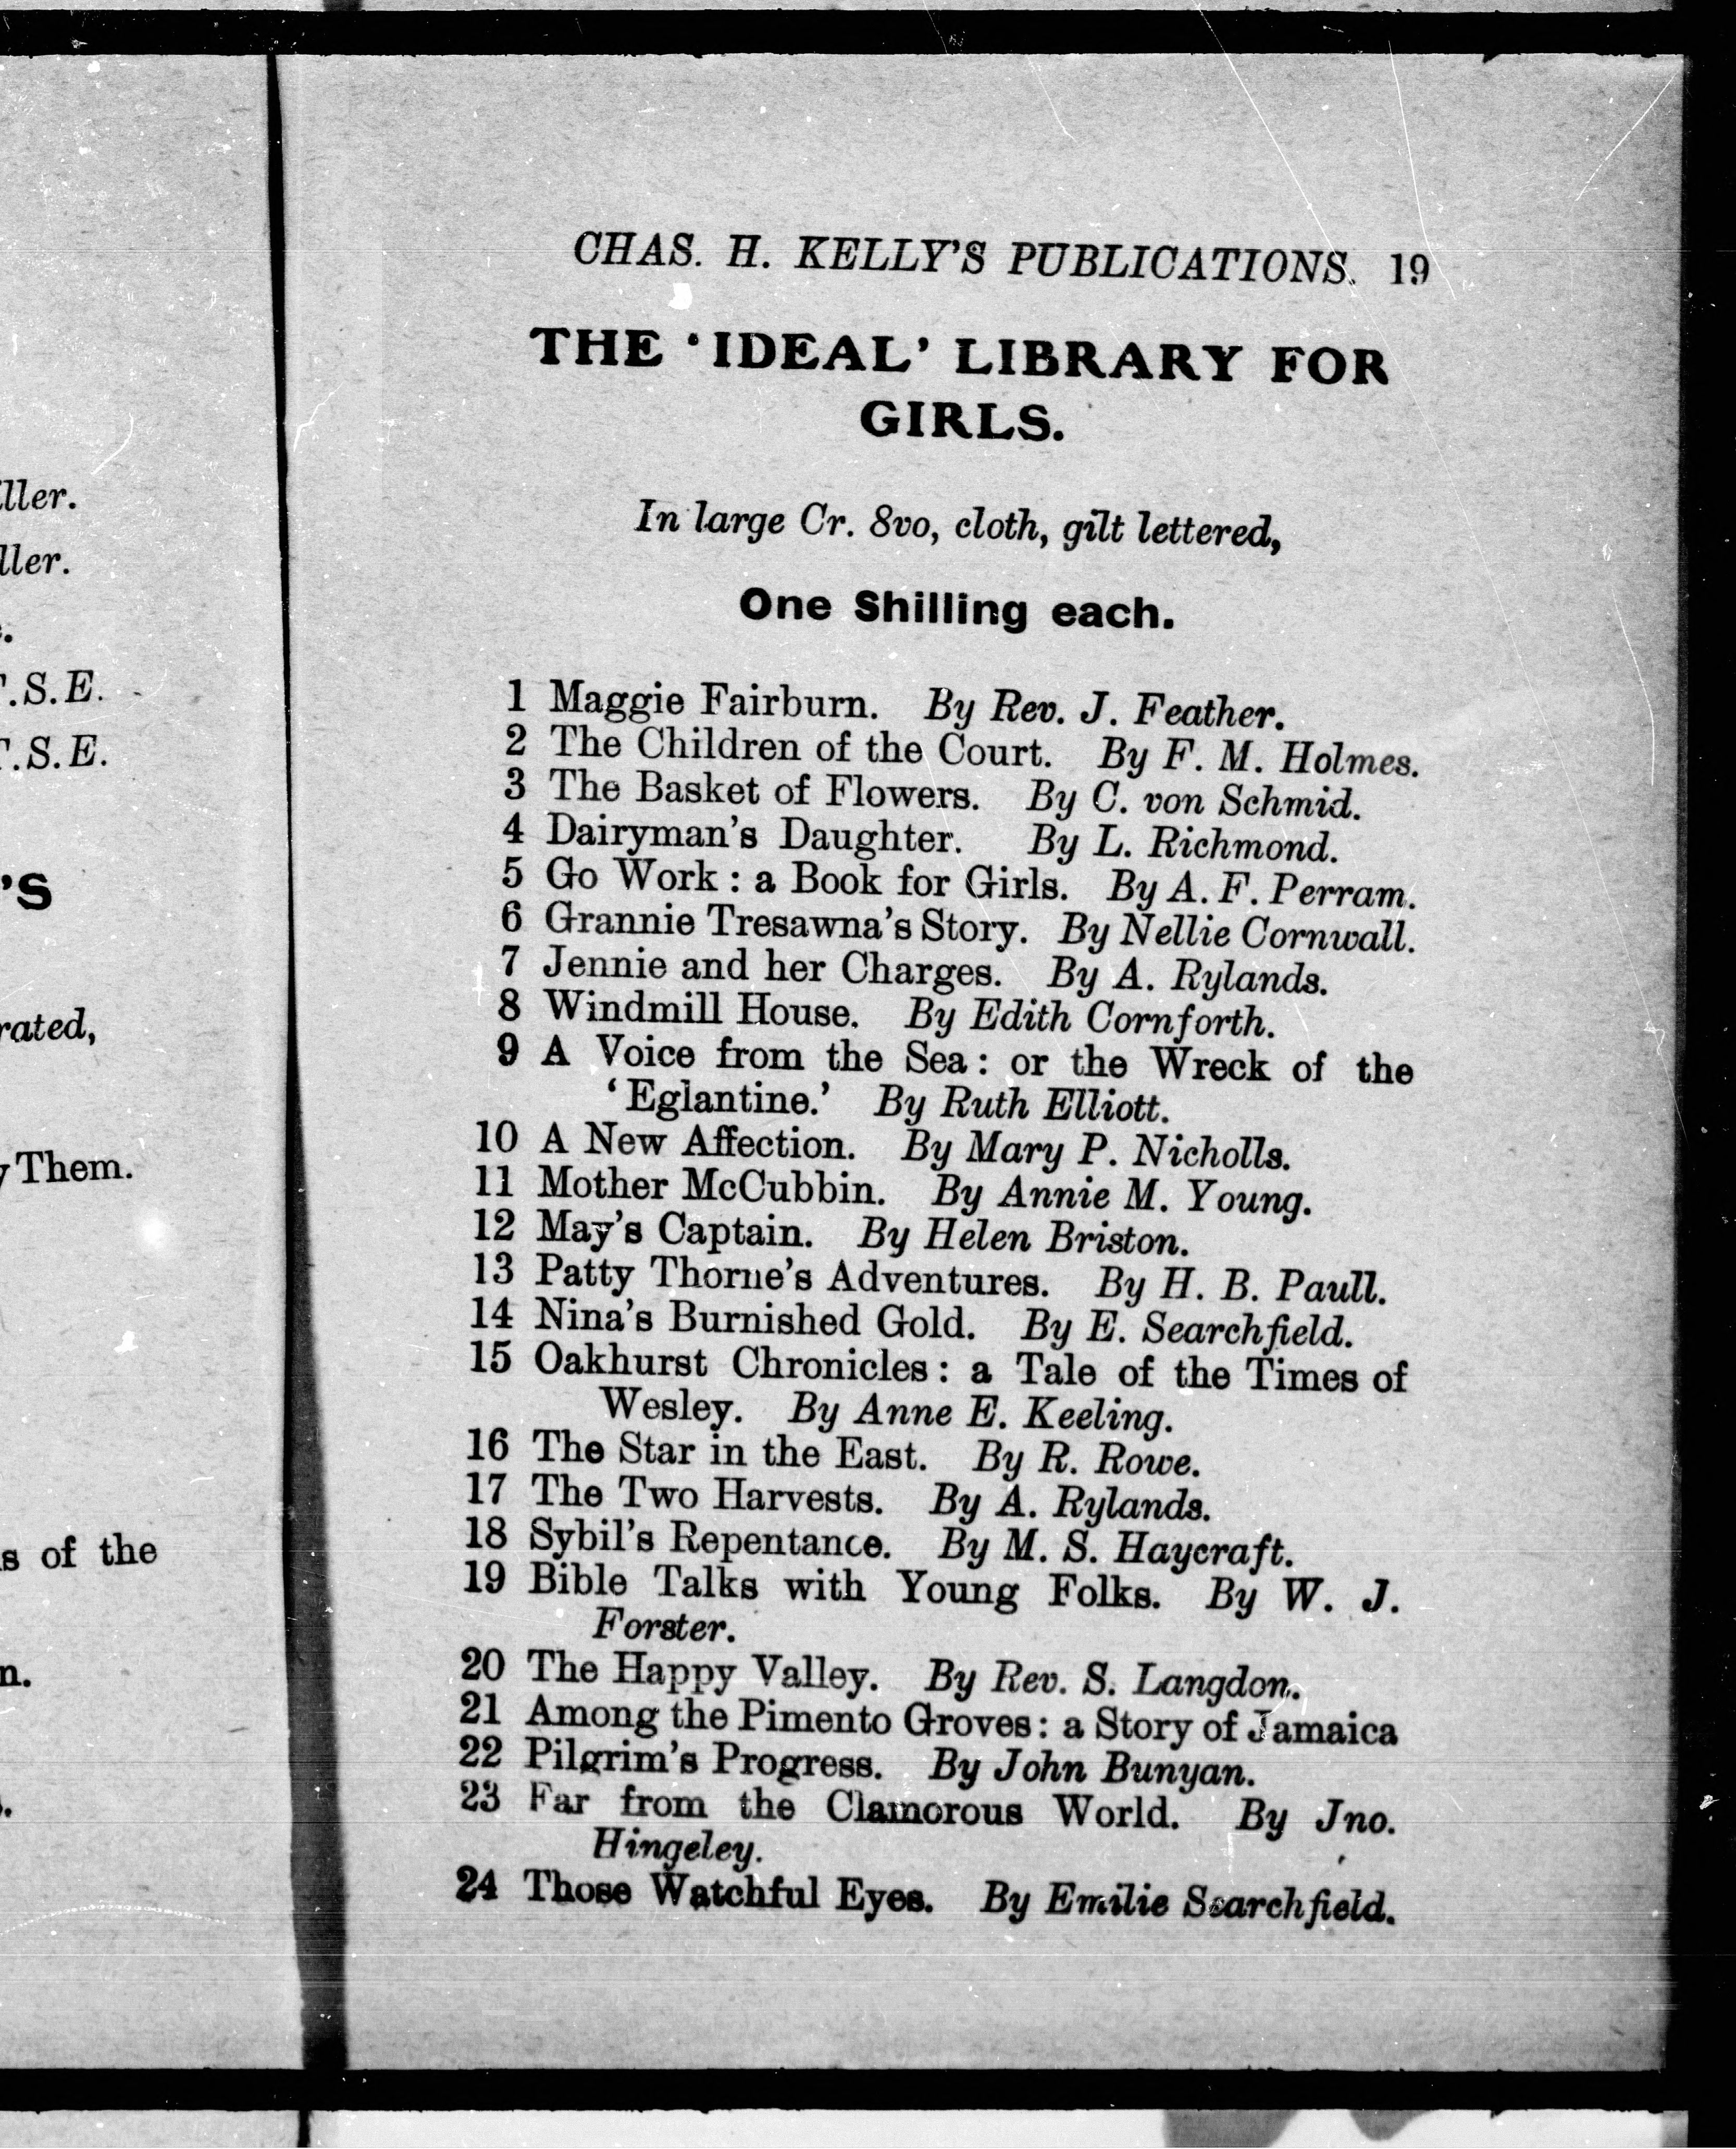 ller.
ller.
.S.E.
.S.E.
'S
rated,
Them.
s of the
n.
CHAS. H. KELLY'S PUBLICATIONS. 19
THE 'IDEAL' LIBRARY FOR
GIRLS.
In large Cr. 8vo, cloth, gilt lettered,
One Shilling each.
1 Maggie Fairburn. By Rev. J. Feather.
2 The Children of the Court. By F. M. Holmes.
3 The Basket of Flowers. By C. von Schmid.
4 Dairyman's Daughter. By L. Richmond.
5 Go Work : a Book for Girls. By A. F. Perram.
6 Grannie Tresawna's Story. By Nellie Cornwall.
7 Jennie and her Charges. By A. Rylands.
8 Windmill House. By Edith Cornforth.
9 A Voice from the Sea : or the Wreck of the
'Eglantine.' By Ruth Elliott.
10 A New Affection. By Mary P. Nicholls.
11 Mother McCubbin. By Annie M. Young.
12 May's Captain. By Helen Briston.
13 Patty Thorne's Adventures. By H. B. Paull.
14 Nina's Burnished Gold. By E. Searchfield.
15 Oakhurst Chronicles : a Tale of the Times of
Wesley. By Anne E. Keeling.
16 The Star in the East. By R. Rowe.
17 The Two Harvests. By A. Rylands.
18 Sybil's Repentance. By M. S. Haycraft.
19 Bible Talks with Young Folks. By W. J.
Forster.
20 The Happy Valley. By Rev. S. Langdon.
21 Among the Pimento Groves : a Story of Jamaica
22 Pilgrim's Progress. By John Bunyan.
23 Far from the Clamorous World. By Jno.
Hingeley.
24 Those Watchful Eyes. By Emilie Searchfield.